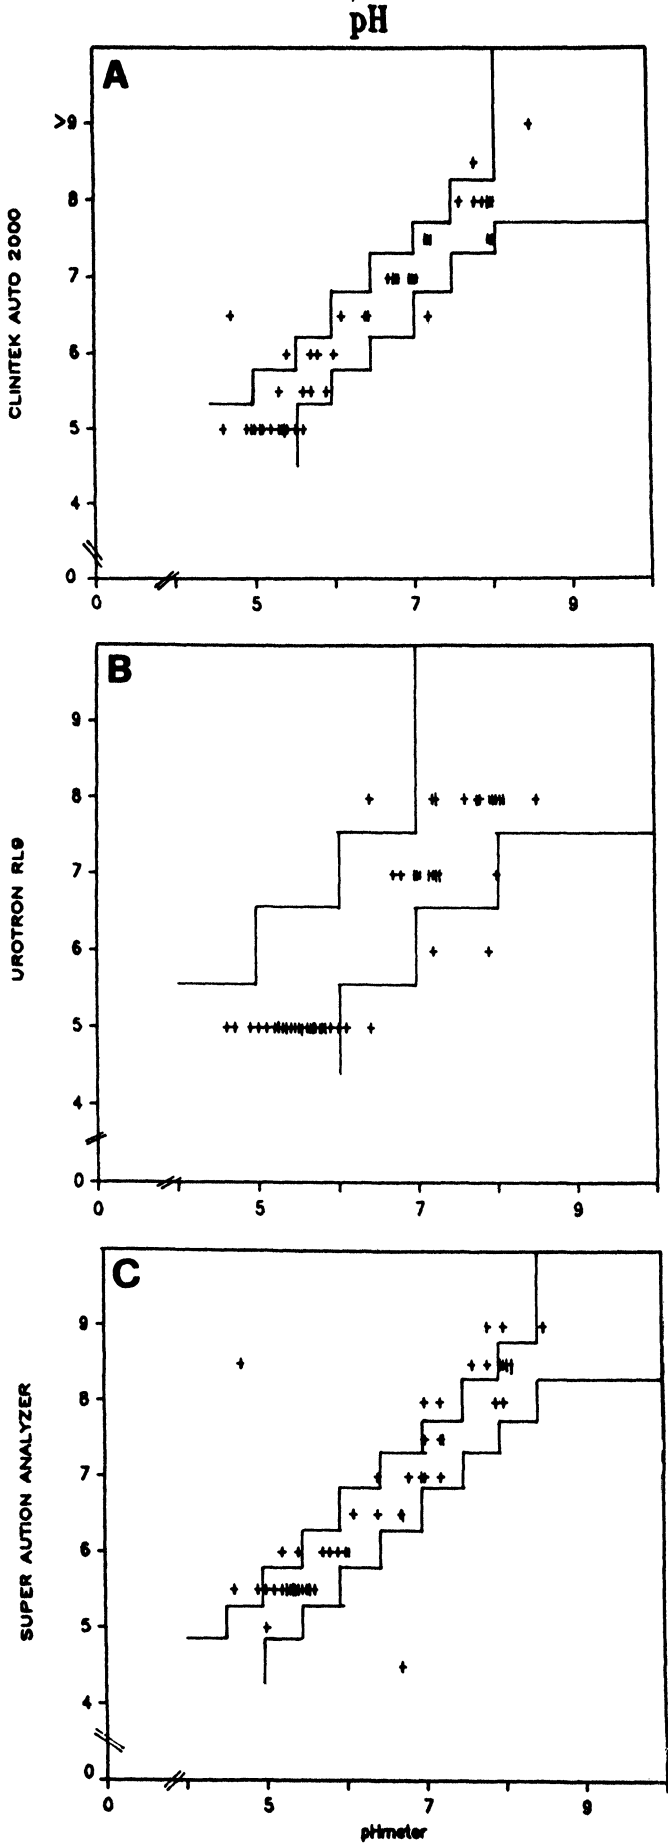 pH
A
>9
8
7
6
5
4
0
CLINITEK AUTO 2000
0 5 7 9
B
9
8
7
6
5
4
0
UROTRON RL9
0 5 7 9
C
9
8
7
6
5
4
0
SUPER AUTION ANALYZER
0 5 7 9
pHmeter